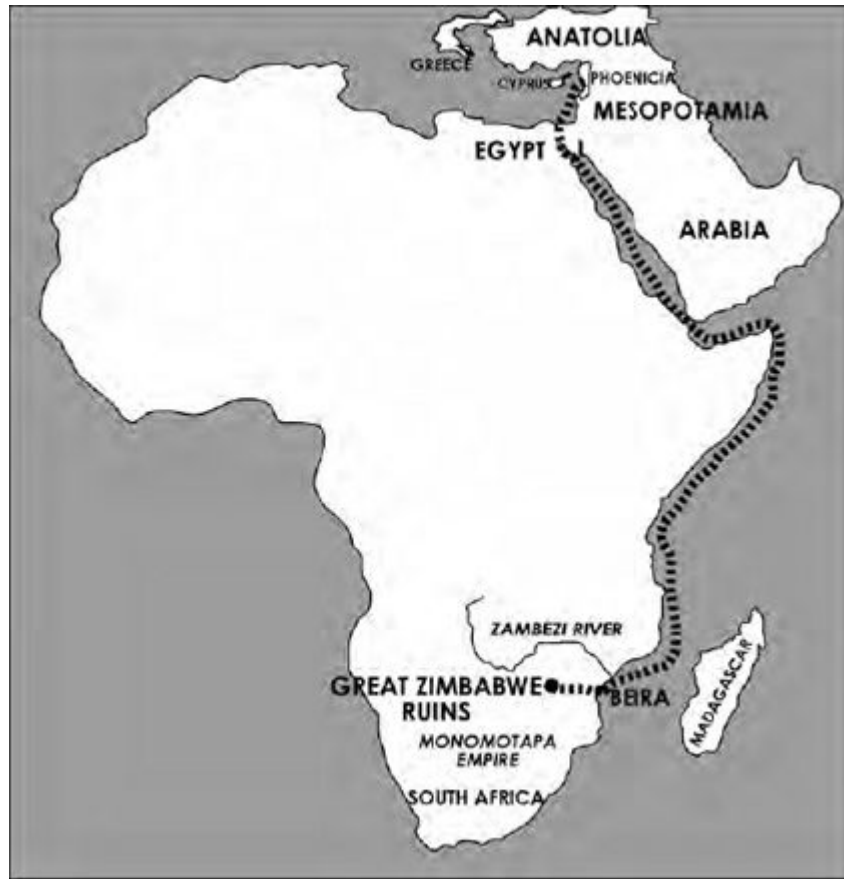 ANATOLIA
GREECE
CYPRUS
PHOENICIA
MESOPOTAMIA
EGYPT
ARABIA
ZAMBEZI RIVER
GREAT ZIMBABWE
RUINS
BEIRA
MADAGASCAR
MONOMOTAPA
EMPIRE
SOUTH AFRICA